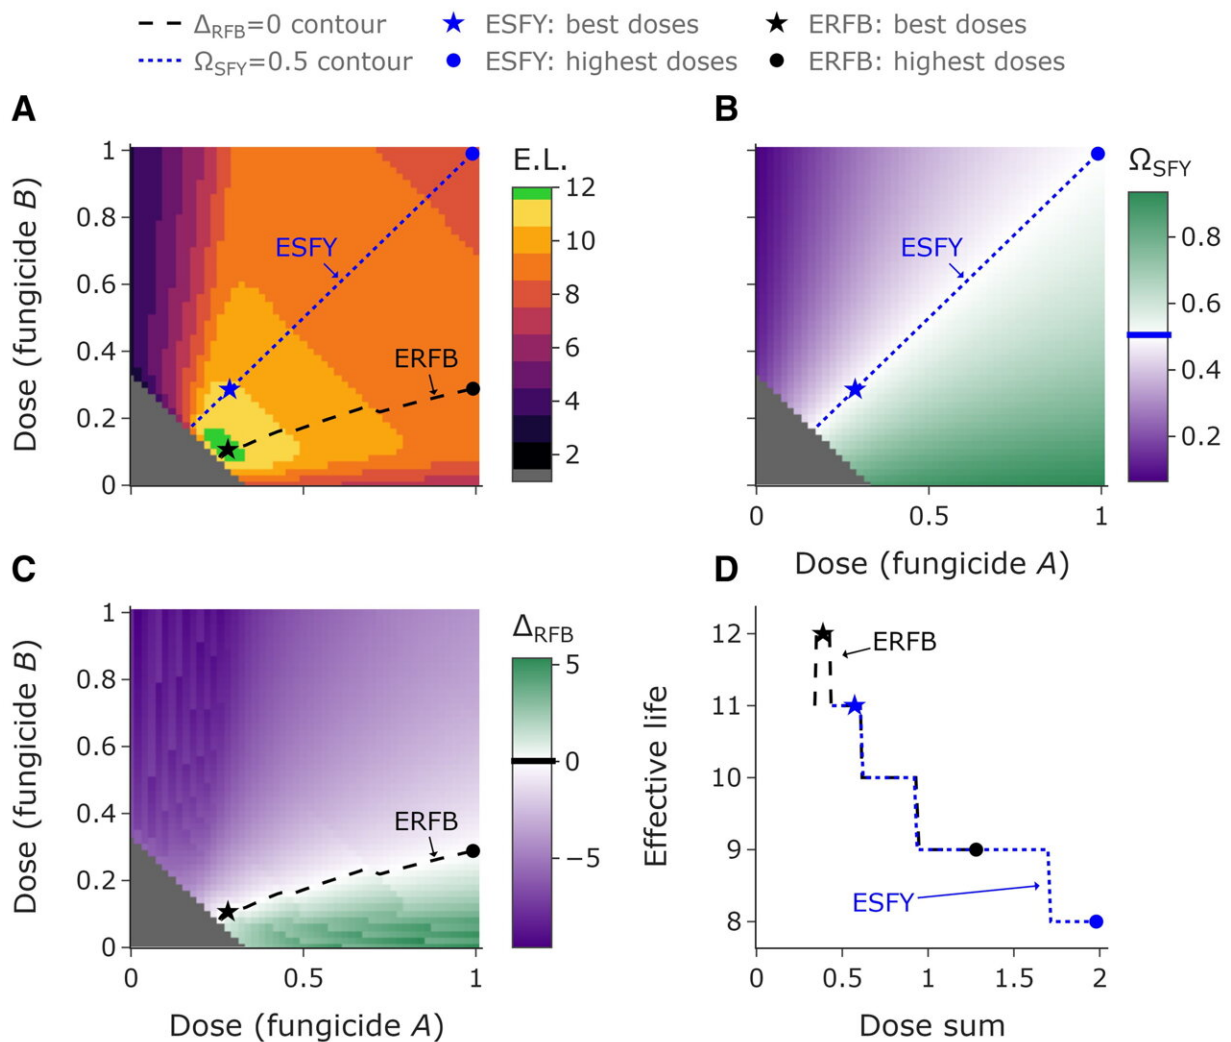 Δ_RFB=0 contour
ESFY: best doses
ERFB: best doses
Ω_SFY=0.5 contour
ESFY: highest doses
ERFB: highest doses
A
Dose (fungicide B)
1
0.8
0.6
0.4
0.2
0
ESFY
ERFB
E.L.
12
10
8
6
4
2
B
ESFY
0
0.5
1
Dose (fungicide A)
Ω_SFY
0.8
0.6
0.4
0.2
C
Dose (fungicide B)
1
0.8
0.6
0.4
0.2
0
ERFB
0
0.5
1
Dose (fungicide A)
Δ_RFB
5
0
−5
D
Effective life
12
11
10
9
8
ERFB
ESFY
0
0.5
1
1.5
2
Dose sum